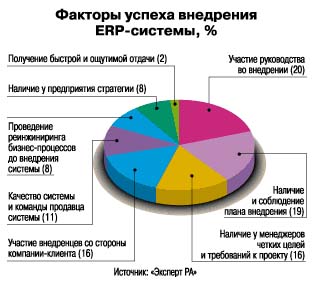 Факторы успеха внедрения
ERP-системы, %
Получение быстрой и ощутимой отдачи (2)
Наличие у предприятия стратегии (8)
Проведение
реинжиниринга
бизнес-процессов
до внедрения
системы (8)
Качество системы
и команды продавца
системы (11)
Участие внедренцев со стороны
компании-клиента (16)
Участие руководства
во внедрении (20)
Наличие
и соблюдение
плана внедрения (19)
Наличие у менеджеров
четких целей
и требований к проекту (16)
Источник: «Эксперт РА»